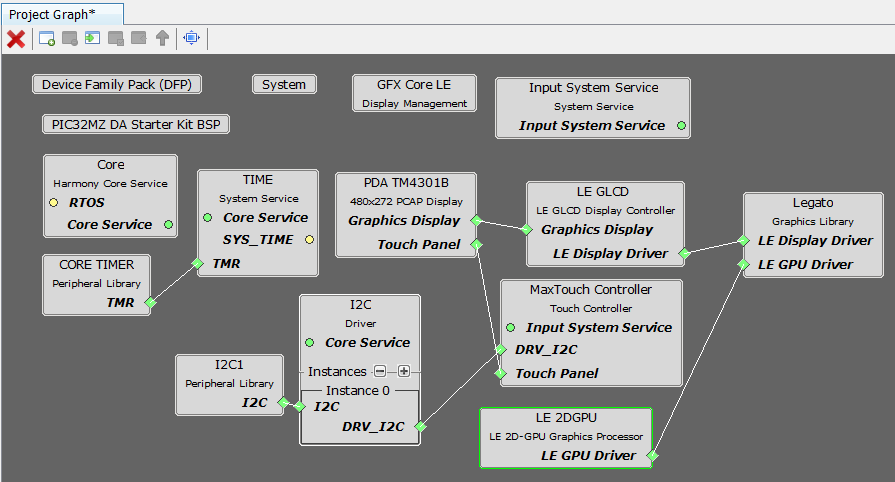 Project Graph*
Device Family Pack (DFP)
System
GFX Core LE
Display Management
Input System Service
System Service
Input System Service
PIC32MZ DA Starter Kit BSP
Core
Harmony Core Service
RTOS
Core Service
TIME
System Service
Core Service
SYS_TIME
TMR
PDA TM4301B
480x272 PCAP Display
Graphics Display
Touch Panel
LE GLCD
LE GLCD Display Controller
Graphics Display
LE Display Driver
Legato
Graphics Library
LE Display Driver
LE GPU Driver
CORE TIMER
Peripheral Library
TMR
I2C
Driver
Core Service
Instances
Instance 0
I2C
DRV_I2C
MaxTouch Controller
Touch Controller
Input System Service
DRV_I2C
Touch Panel
I2C1
Peripheral Library
I2C
LE 2DGPU
LE 2D-GPU Graphics Processor
LE GPU Driver